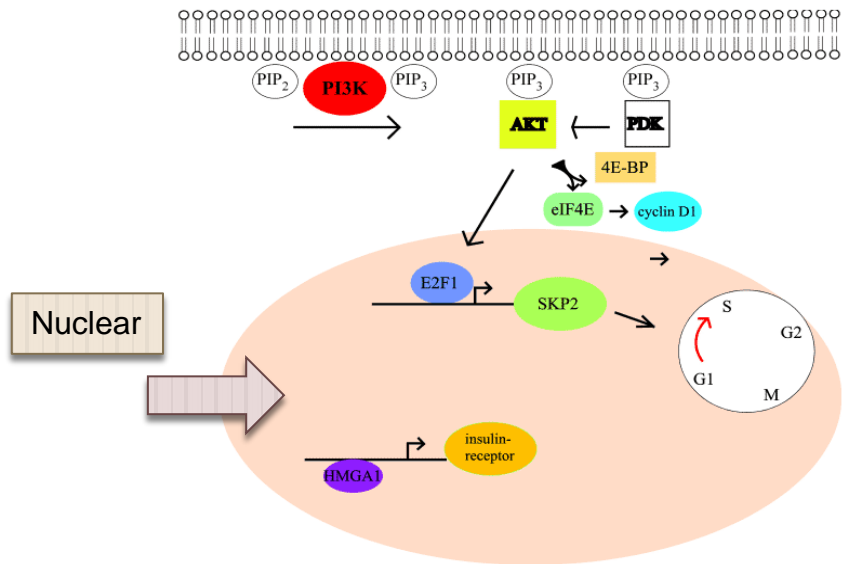 PIP2
PI3K
PIP3
PIP3
PIP3
AKT
PDK
4E-BP
eIF4E
cyclin D1
E2F1
SKP2
S
G2
G1
M
Nuclear
insulin-
receptor
HMGA1